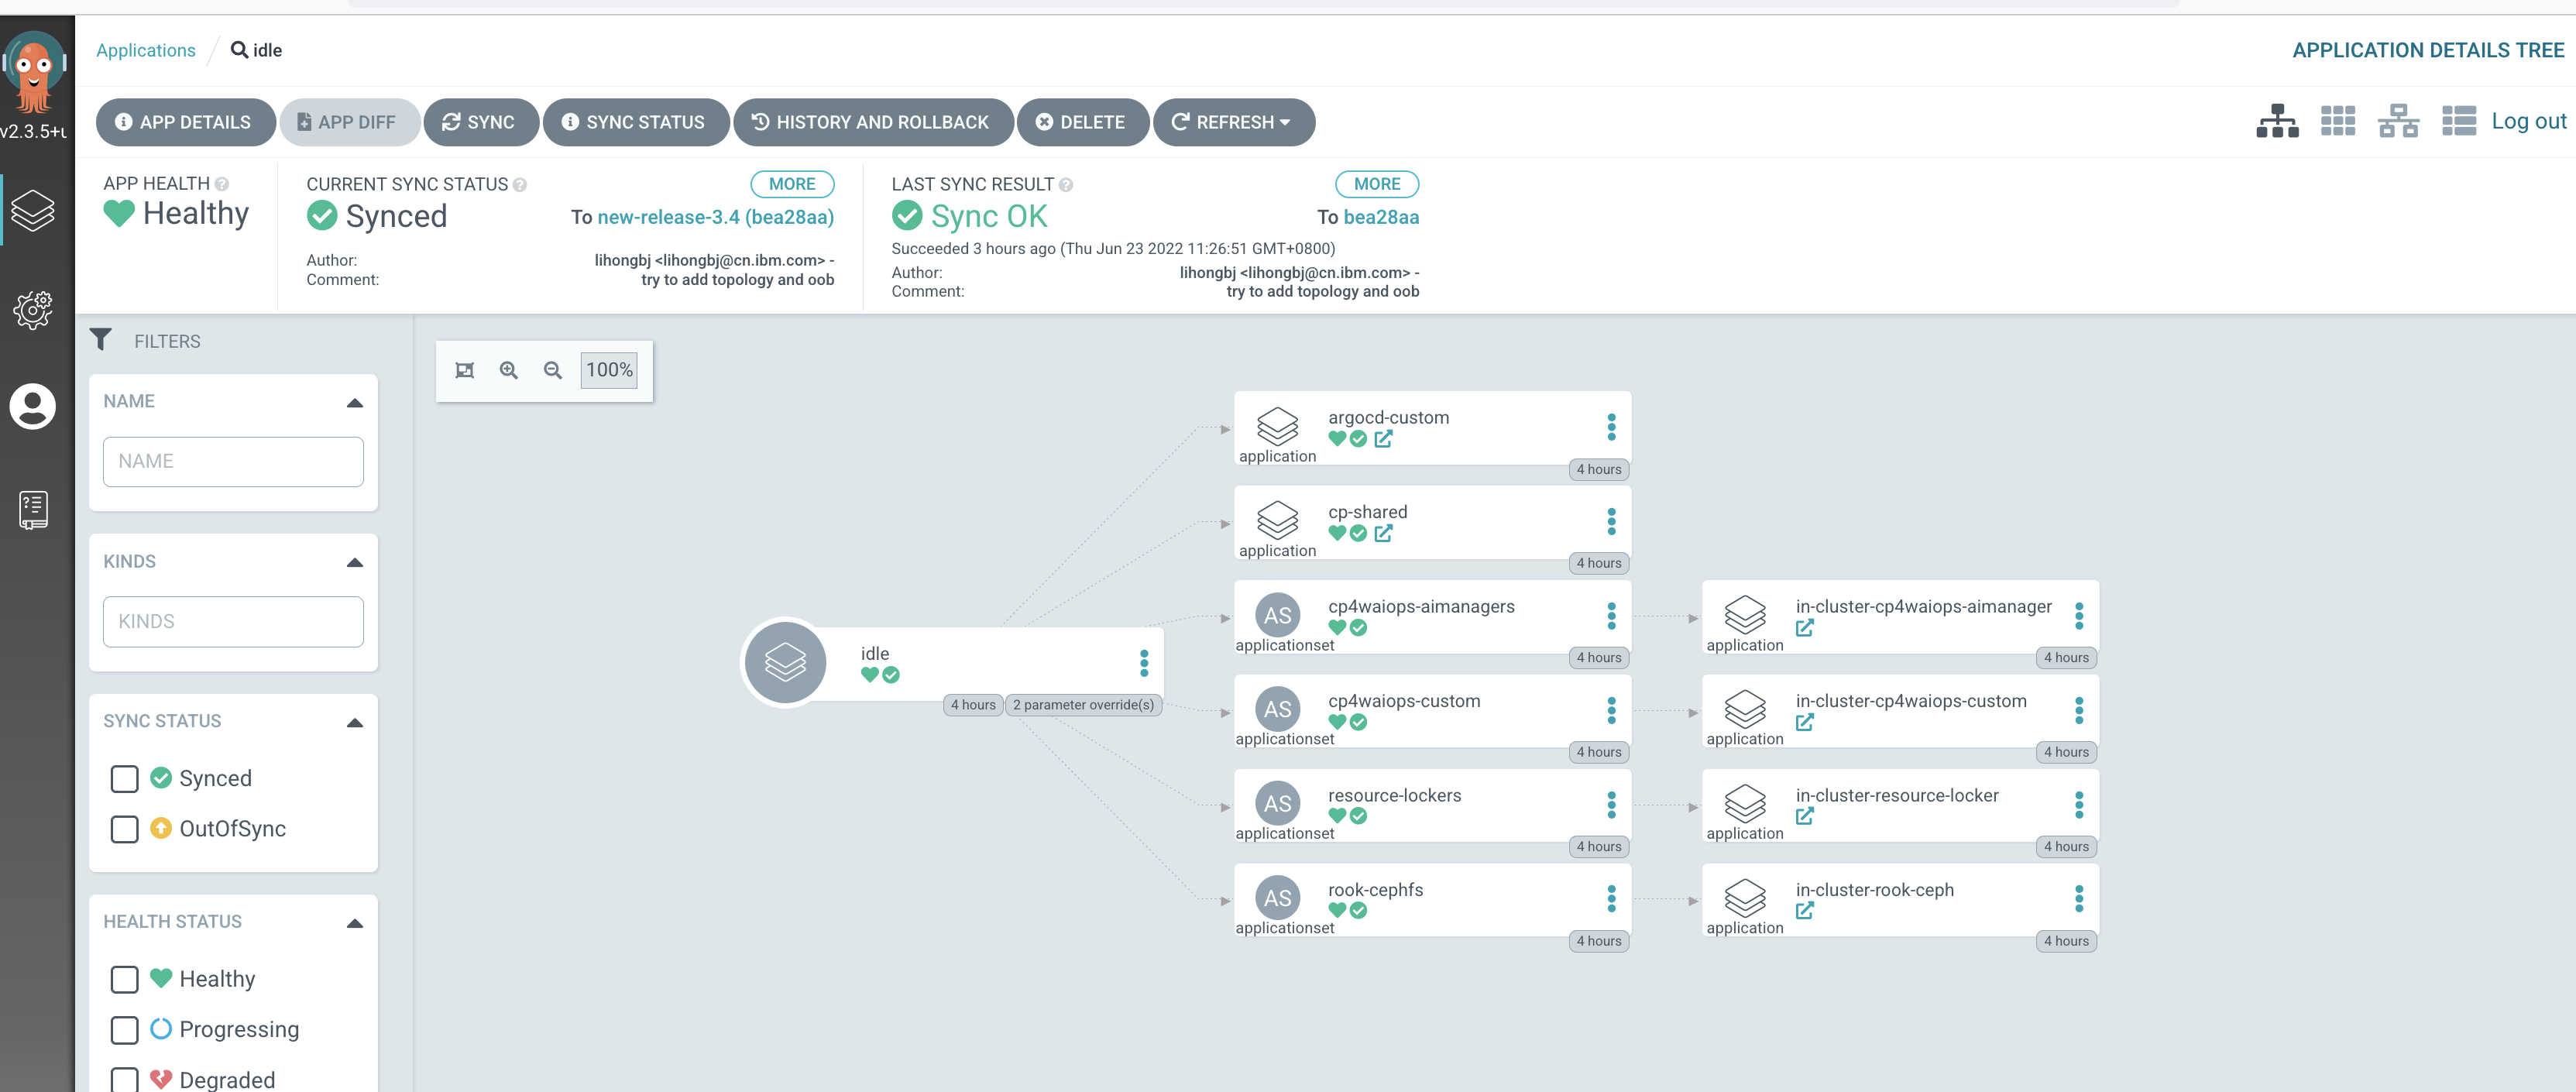 Applications / idle
APPLICATION DETAILS TREE
v2.3.5+
APP DETAILS
APP DIFF
SYNC
SYNC STATUS
HISTORY AND ROLLBACK
DELETE
REFRESH
Log out
APP HEALTH
Healthy
CURRENT SYNC STATUS
MORE
Synced
To new-release-3.4 (bea28aa)
Author: lihongbj <lihongbj@cn.ibm.com> -
Comment: try to add topology and oob
LAST SYNC RESULT
MORE
Sync OK
To bea28aa
Succeeded 3 hours ago (Thu Jun 23 2022 11:26:51 GMT+0800)
Author: lihongbj <lihongbj@cn.ibm.com> -
Comment: try to add topology and oob
FILTERS
NAME
NAME
KINDS
KINDS
SYNC STATUS
Synced
OutOfSync
HEALTH STATUS
Healthy
Progressing
Degraded
100%
idle
4 hours
2 parameter override(s)
argocd-custom
application
4 hours
cp-shared
application
4 hours
AS
cp4waiops-aimanagers
applicationset
4 hours
in-cluster-cp4waiops-aimanager
application
4 hours
AS
cp4waiops-custom
applicationset
4 hours
in-cluster-cp4waiops-custom
application
4 hours
AS
resource-lockers
applicationset
4 hours
in-cluster-resource-locker
application
4 hours
AS
rook-cephfs
applicationset
4 hours
in-cluster-rook-ceph
application
4 hours